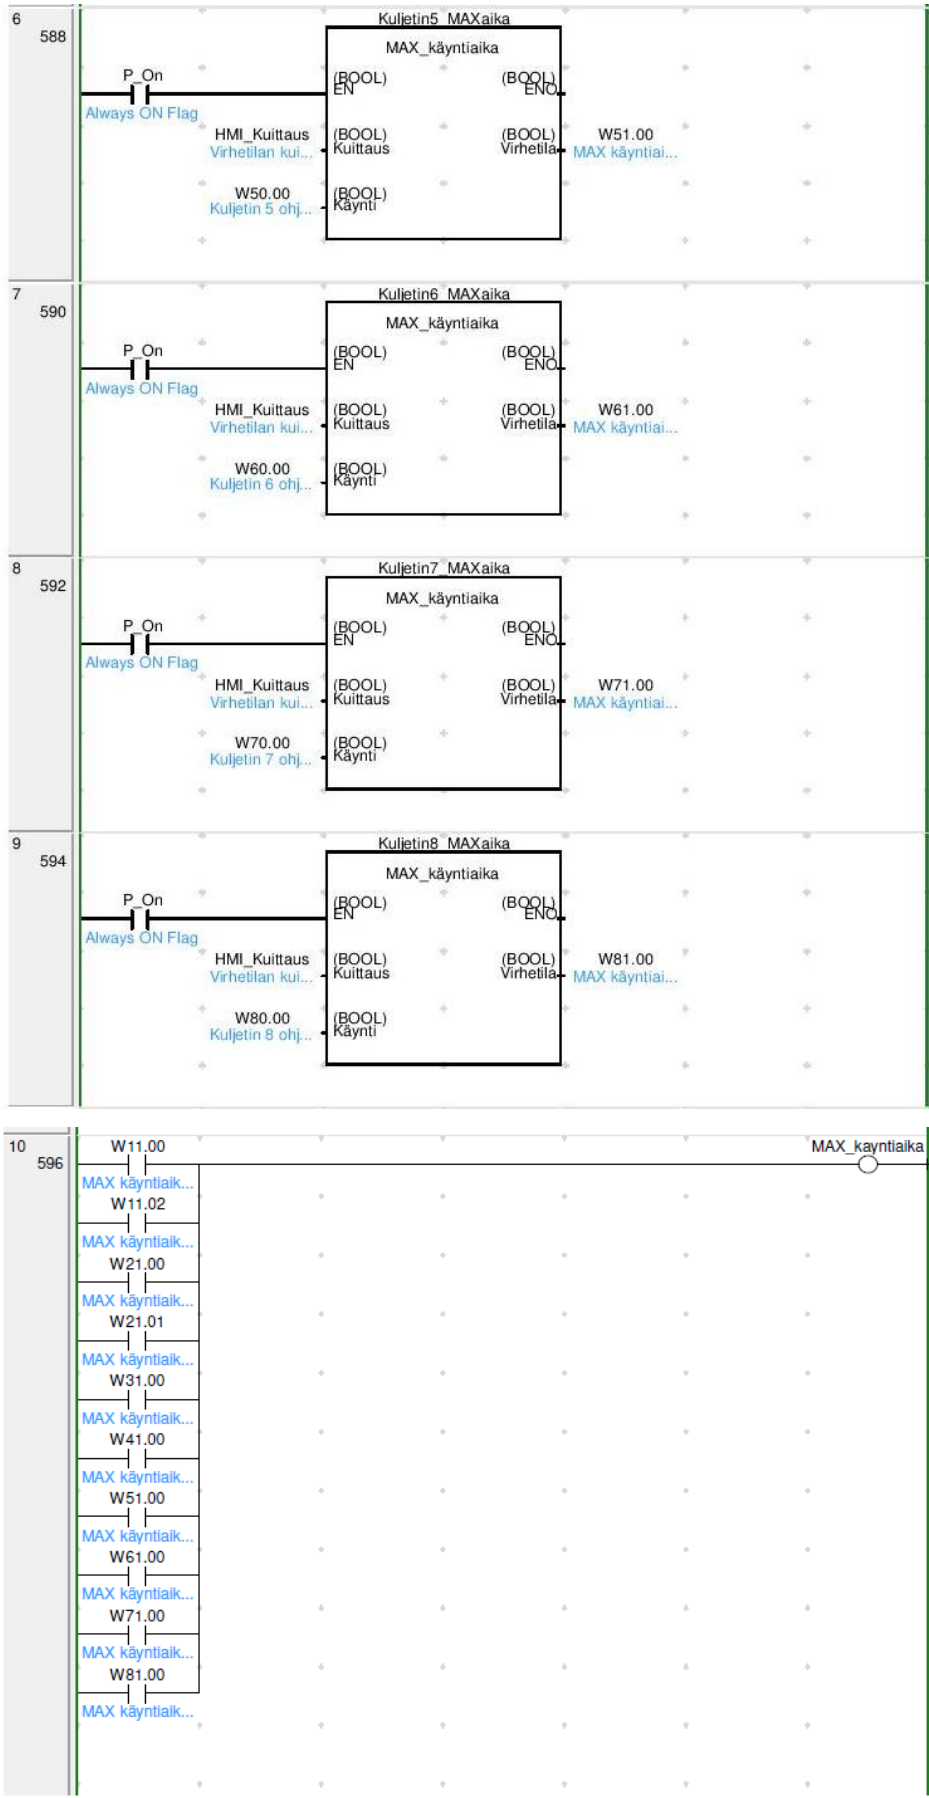 6
588
Kuljetin5_MAXaika
MAX_käyntiaika
P_On
Always ON Flag
(BOOL)
EN
(BOOL)
ENO
HMI_Kuittaus
Virhetilan kui...
(BOOL)
Kuittaus
(BOOL)
Virhetila
W51.00
MAX käyntiai...
W50.00
Kuljetin 5 ohj...
(BOOL)
Käynti
7
590
Kuljetin6_MAXaika
MAX_käyntiaika
P_On
Always ON Flag
(BOOL)
EN
(BOOL)
ENO
HMI_Kuittaus
Virhetilan kui...
(BOOL)
Kuittaus
(BOOL)
Virhetila
W61.00
MAX käyntiai...
W60.00
Kuljetin 6 ohj...
(BOOL)
Käynti
8
592
Kuljetin7_MAXaika
MAX_käyntiaika
P_On
Always ON Flag
(BOOL)
EN
(BOOL)
ENO
HMI_Kuittaus
Virhetilan kui...
(BOOL)
Kuittaus
(BOOL)
Virhetila
W71.00
MAX käyntiai...
W70.00
Kuljetin 7 ohj...
(BOOL)
Käynti
9
594
Kuljetin8_MAXaika
MAX_käyntiaika
P_On
Always ON Flag
(BOOL)
EN
(BOOL)
ENO
HMI_Kuittaus
Virhetilan kui...
(BOOL)
Kuittaus
(BOOL)
Virhetila
W81.00
MAX käyntiai...
W80.00
Kuljetin 8 ohj...
(BOOL)
Käynti
10
596
W11.00
MAX käyntiaik...
MAX_kayntiaika
W11.02
MAX käyntiaik...
W21.00
MAX käyntiaik...
W21.01
MAX käyntiaik...
W31.00
MAX käyntiaik...
W41.00
MAX käyntiaik...
W51.00
MAX käyntiaik...
W61.00
MAX käyntiaik...
W71.00
MAX käyntiaik...
W81.00
MAX käyntiaik...